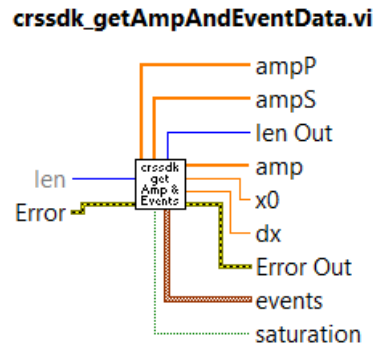 crssdk_getAmpAndEventData.vi
ampP
ampS
len Out
amp
x0
dx
Error Out
events
saturation
len
Error
crssdk
get
Amp &
Events